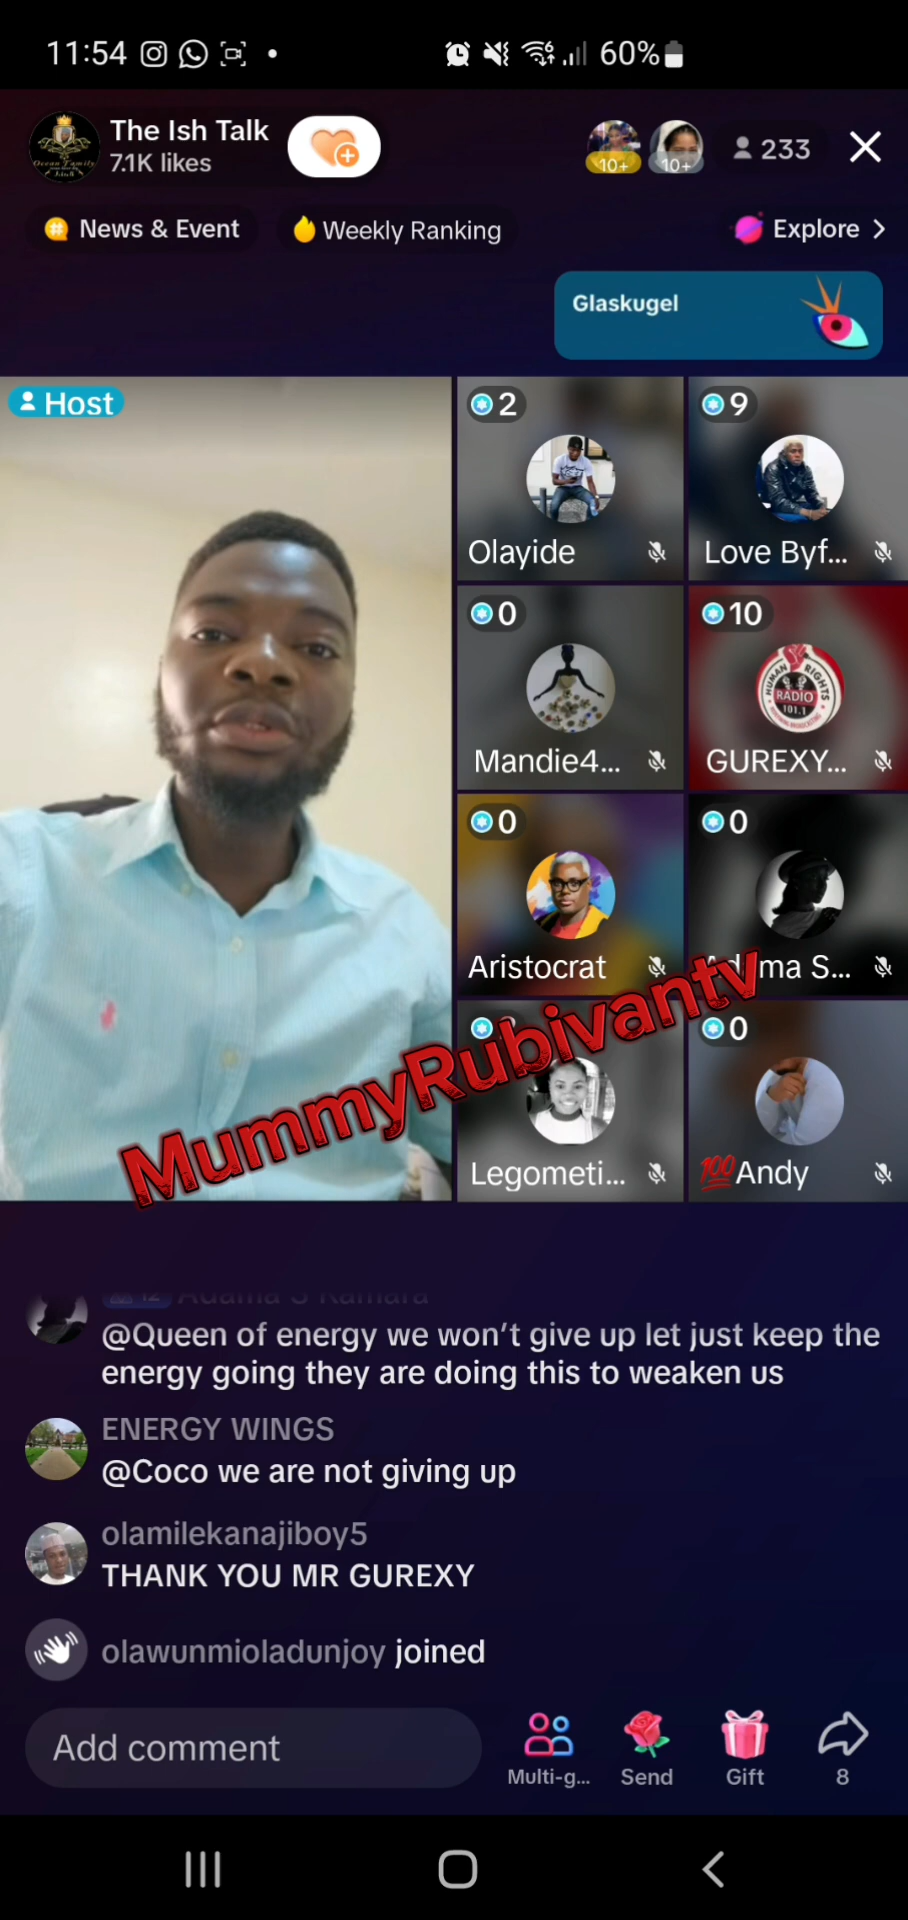 11:54
60%
The Ish Talk
7.1K likes
10+
10+
233
News & Event
Weekly Ranking
Explore
Glaskugel
Host
2
9
Olayide
Love Byf...
0
10
HUMAN RIGHTS
RADIO
101.1
Mandie4...
GUREXY...
0
0
Aristocrat
ma S...
MummyRubivantv
0
Legometi...
💯Andy
Adama S Kamara
@Queen of energy we won't give up let just keep the
energy going they are doing this to weaken us
ENERGY WINGS
@Coco we are not giving up
olamilekanajiboy5
THANK YOU MR GUREXY
olawunmioladunjoy joined
Add comment
Multi-g...
Send
Gift
8